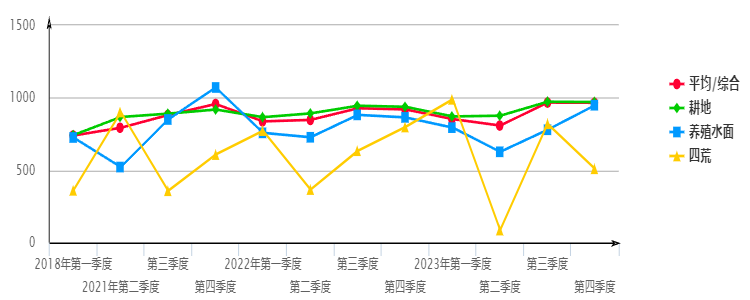 1500
1000
500
0
2018年第一季度
2021年第二季度
第三季度
第四季度
2022年第一季度
第二季度
第三季度
第四季度
2023年第一季度
第二季度
第三季度
第四季度
平均/综合
耕地
养殖水面
四荒